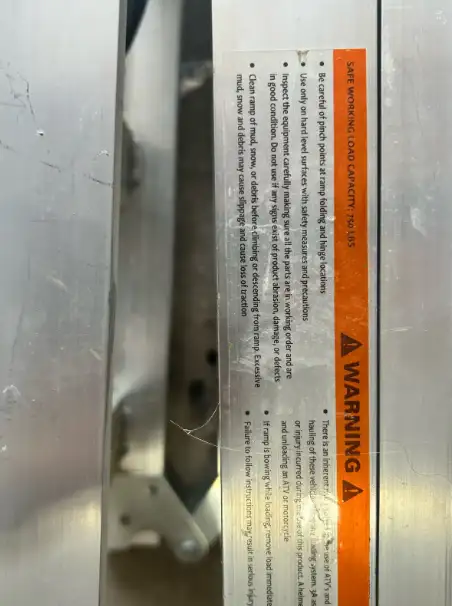 SAFE WORKING LOAD CAPACITY: 750 LBS
WARNING
• Be careful of pinch points at ramp folding and hinge locations
• Use only on hard level surfaces with safety measures and precautions
• Inspect the equipment carefully making sure all the parts are in working order and are
in good condition. Do not use if any signs exist of product abrasion, damage, or defects
• Clean ramp of mud, snow, or debris before climbing or descending from ramp. Excessive
mud, snow and debris may cause slippage and cause loss of traction
• There is an inherent use of ATV's and
hauling of these loading system.
or injury incurred during use of this product. A
and unloading an ATV or motorcycle
• If ramp is bowing while loading, remove load
• Failure to follow instructions may result in serious injury